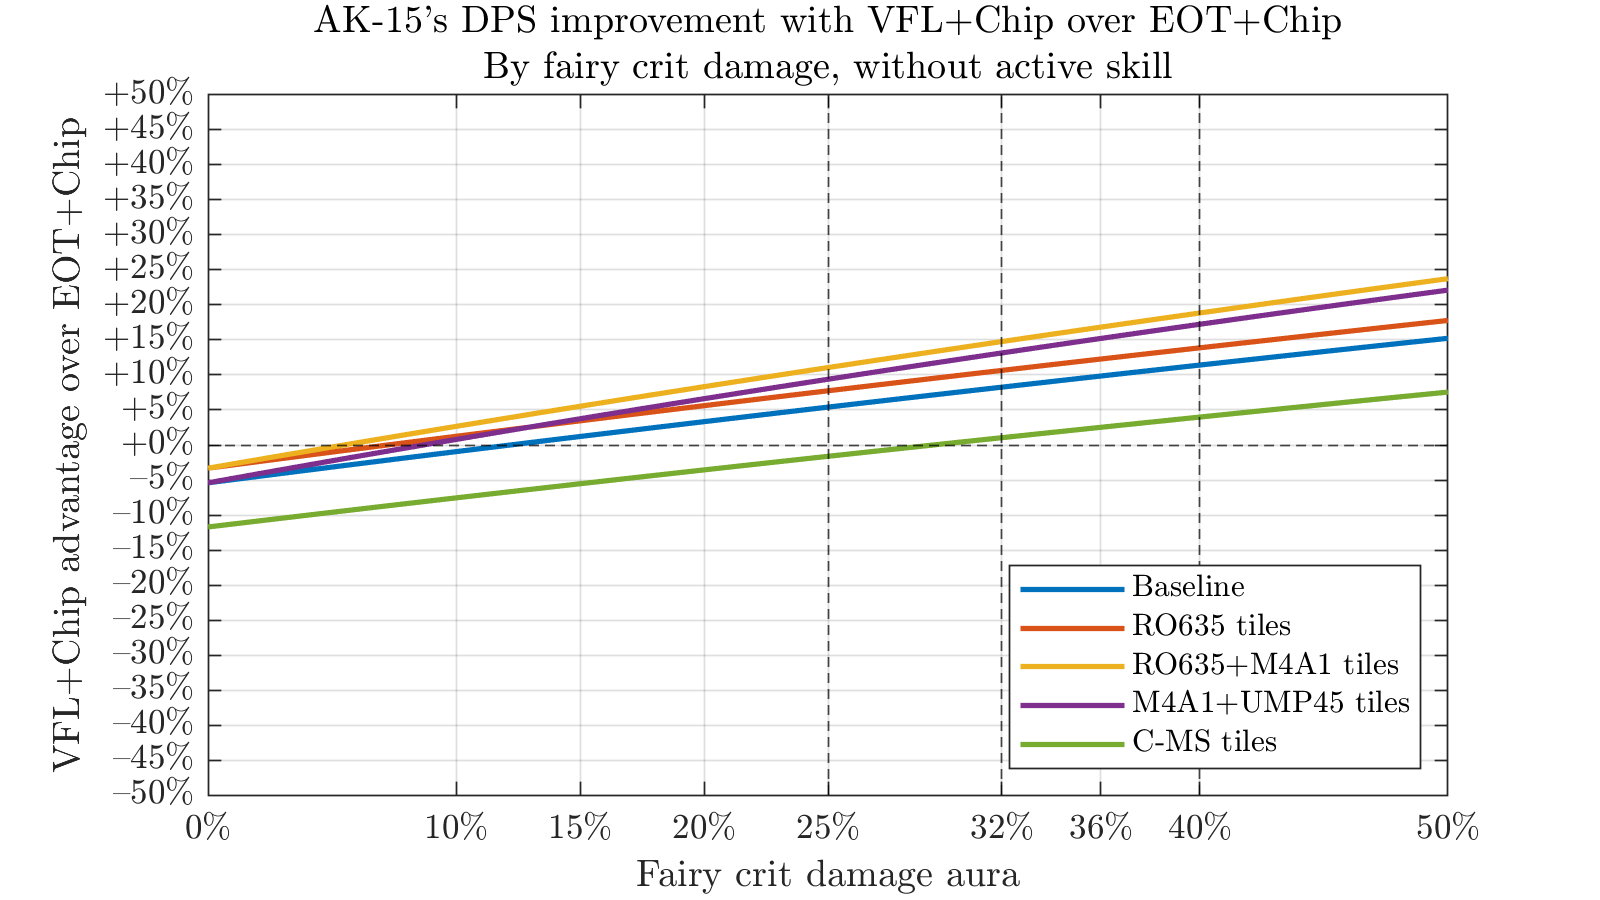 AK-15’s DPS improvement with VFL+Chip over EOT+Chip
By fairy crit damage, without active skill
VFL+Chip advantage over EOT+Chip
+50%
+45%
+40%
+35%
+30%
+25%
+20%
+15%
+10%
+5%
+0%
–5%
–10%
–15%
–20%
–25%
–30%
–35%
–40%
–45%
–50%
Baseline
RO635 tiles
RO635+M4A1 tiles
M4A1+UMP45 tiles
C-MS tiles
0% 10% 15% 20% 25% 32% 36% 40% 50%
Fairy crit damage aura